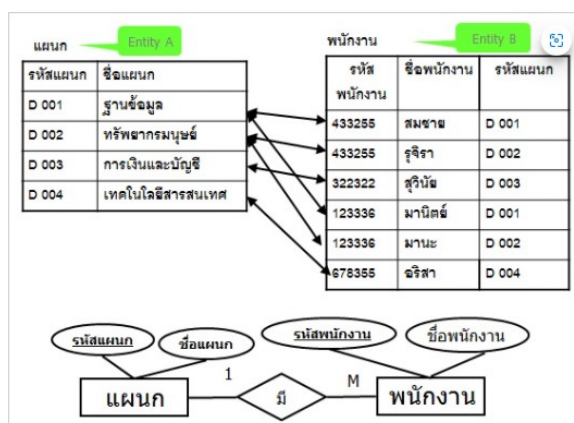 แผนก Entity A
รหัสแผนก ชื่อแผนก
D 001 ฐานข้อมูล
D 002 ทรัพยากรมนุษย์
D 003 การเงินและบัญชี
D 004 เทคโนโลยีสารสนเทศ
พนักงาน Entity B
รหัสพนักงาน ชื่อพนักงาน รหัสแผนก
433255 สมชาย D 001
433255 รุจิรา D 002
322322 สุวินัย D 003
123336 มานิตย์ D 001
123336 มานะ D 002
678355 อริสา D 004
รหัสแผนก ชื่อแผนก รหัสพนักงาน ชื่อพนักงาน
แผนก 1 มี M พนักงาน